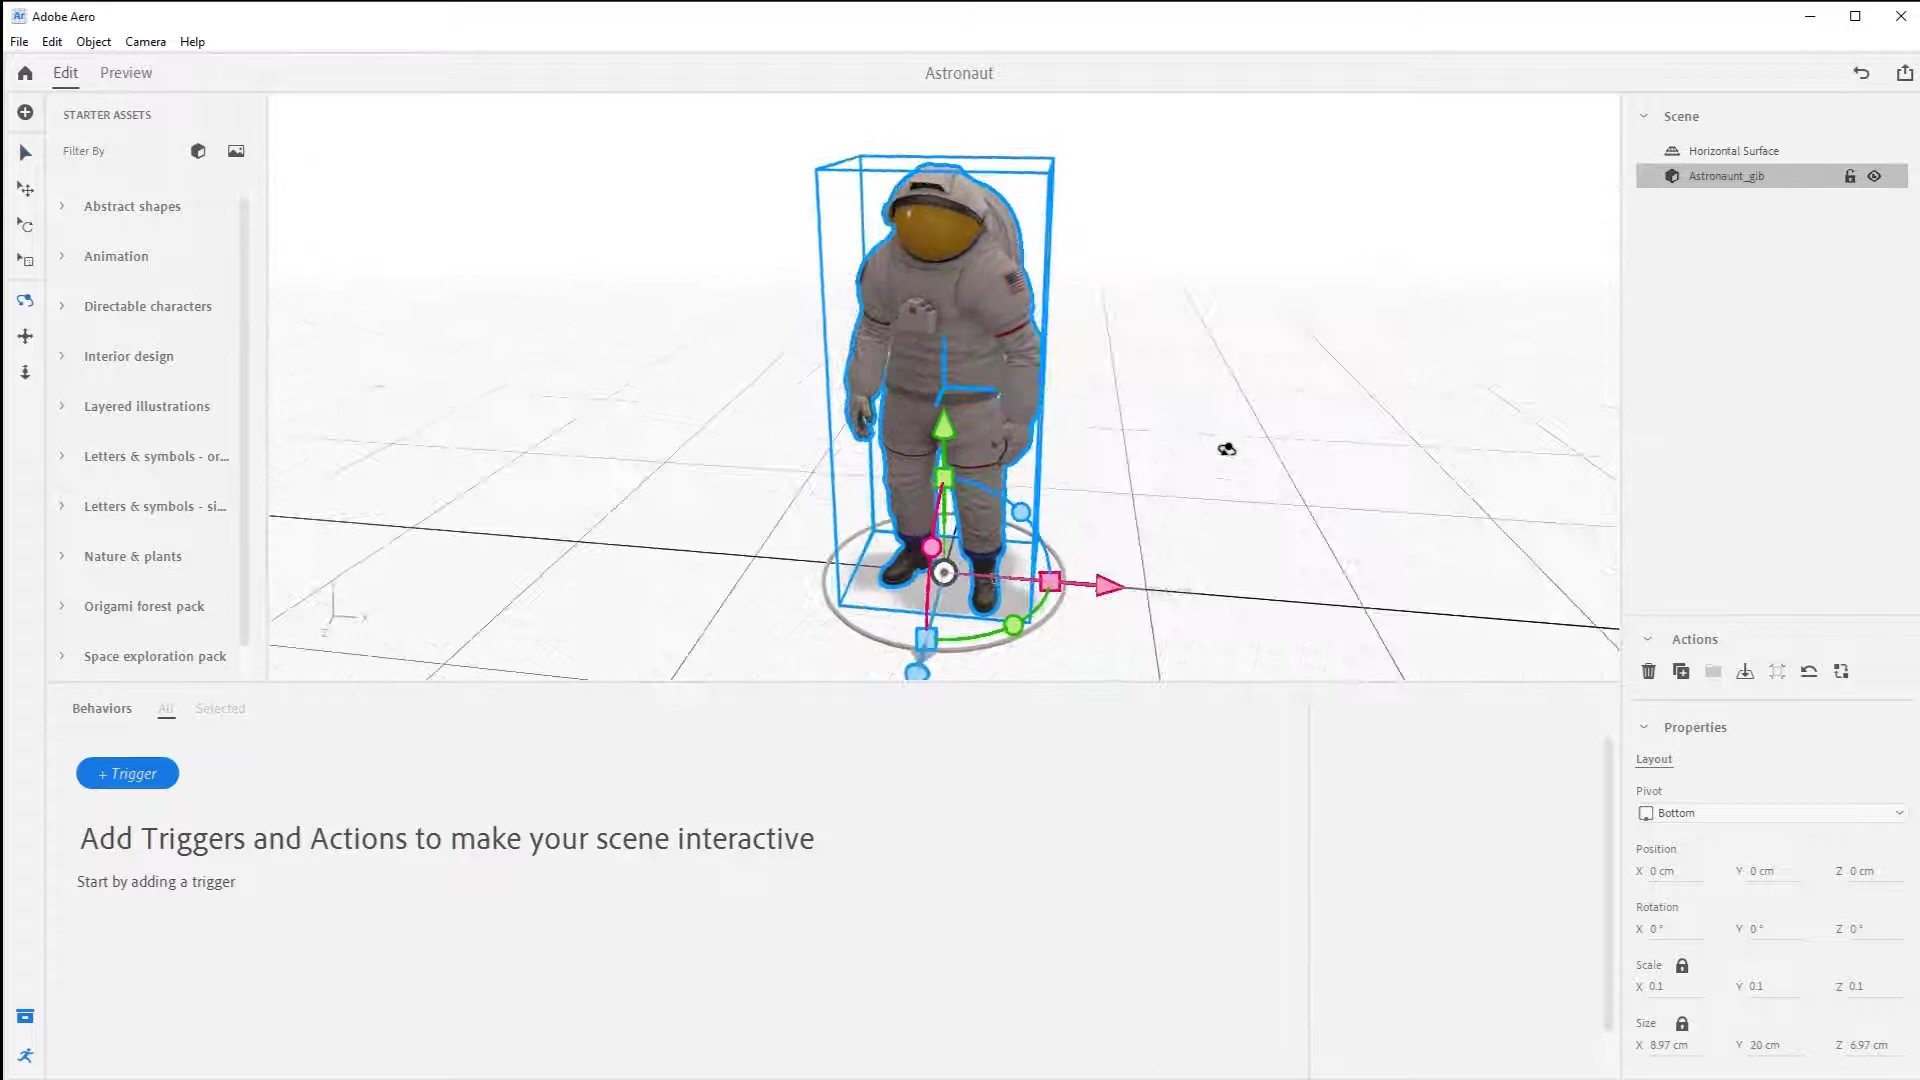 Ar Adobe Aero
File Edit Object Camera Help
Edit Preview Astronaut
STARTER ASSETS
Filter By
Abstract shapes
Animation
Directable characters
Interior design
Layered illustrations
Letters & symbols - or...
Letters & symbols - si...
Nature & plants
Origami forest pack
Space exploration pack
Z X
Behaviors All Selected
+ Trigger
Add Triggers and Actions to make your scene interactive
Start by adding a trigger
Scene
Horizontal Surface
Astronaunt_glb
Actions
Properties
Layout
Pivot
Bottom
Position
X 0 cm Y 0 cm Z 0 cm
Rotation
X 0° Y 0° Z 0°
Scale
X 0.1 Y 0.1 Z 0.1
Size
X 8.97 cm Y 20 cm Z 6.97 cm